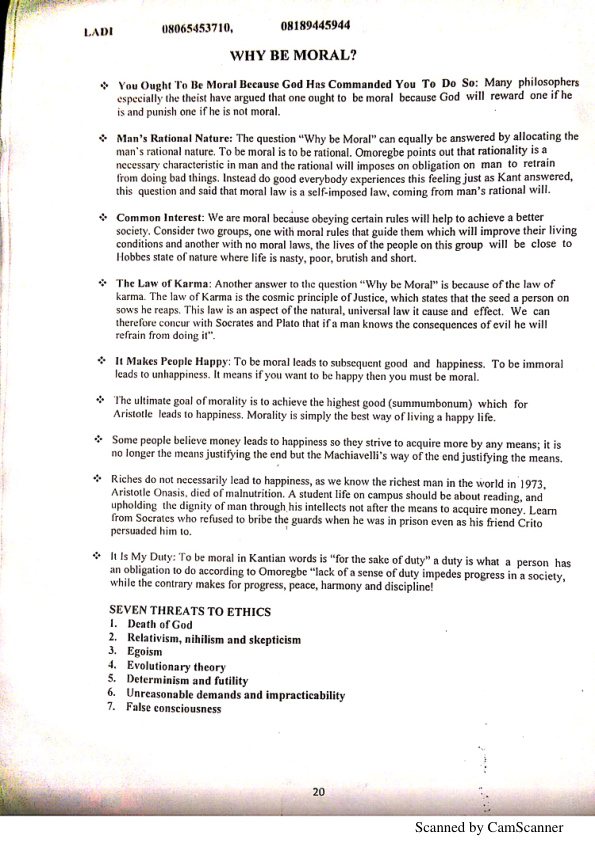 LADI 08065453710, 08189445944
WHY BE MORAL?
❖ You Ought To Be Moral Because God Has Commanded You To Do So: Many philosophers
especially the theist have argued that one ought to be moral because God will reward one if he
is and punish one if he is not moral.
❖ Man's Rational Nature: The question "Why be Moral" can equally be answered by allocating the
man's rational nature. To be moral is to be rational. Omoregbe points out that rationality is a
necessary characteristic in man and the rational will imposes on obligation on man to retrain
from doing bad things. Instead do good everybody experiences this feeling just as Kant answered,
this question and said that moral law is a self-imposed law, coming from man's rational will.
❖ Common Interest: We are moral because obeying certain rules will help to achieve a better
society. Consider two groups, one with moral rules that guide them which will improve their living
conditions and another with no moral laws, the lives of the people on this group will be close to
Hobbes state of nature where life is nasty, poor, brutish and short.
❖ The Law of Karma: Another answer to the question "Why be Moral" is because of the law of
karma. The law of Karma is the cosmic principle of Justice, which states that the seed a person on
sows he reaps. This law is an aspect of the natural, universal law it cause and effect. We can
therefore concur with Socrates and Plato that if a man knows the consequences of evil he will
refrain from doing it".
❖ It Makes People Happy: To be moral leads to subsequent good and happiness. To be immoral
leads to unhappiness. It means if you want to be happy then you must be moral.
❖ The ultimate goal of morality is to achieve the highest good (summumbonum) which for
Aristotle leads to happiness. Morality is simply the best way of living a happy life.
❖ Some people believe money leads to happiness so they strive to acquire more by any means; it is
no longer the means justifying the end but the Machiavelli's way of the end justifying the means.
❖ Riches do not necessarily lead to happiness, as we know the richest man in the world in 1973,
Aristotle Onasis, died of malnutrition. A student life on campus should be about reading, and
upholding the dignity of man through his intellects not after the means to acquire money. Learn
from Socrates who refused to bribe the guards when he was in prison even as his friend Crito
persuaded him to.
❖ It Is My Duty: To be moral in Kantian words is "for the sake of duty" a duty is what a person has
an obligation to do according to Omoregbe "lack of a sense of duty impedes progress in a society,
while the contrary makes for progress, peace, harmony and discipline!
SEVEN THREATS TO ETHICS
1. Death of God
2. Relativism, nihilism and skepticism
3. Egoism
4. Evolutionary theory
5. Determinism and futility
6. Unreasonable demands and impracticability
7. False consciousness
20
Scanned by CamScanner